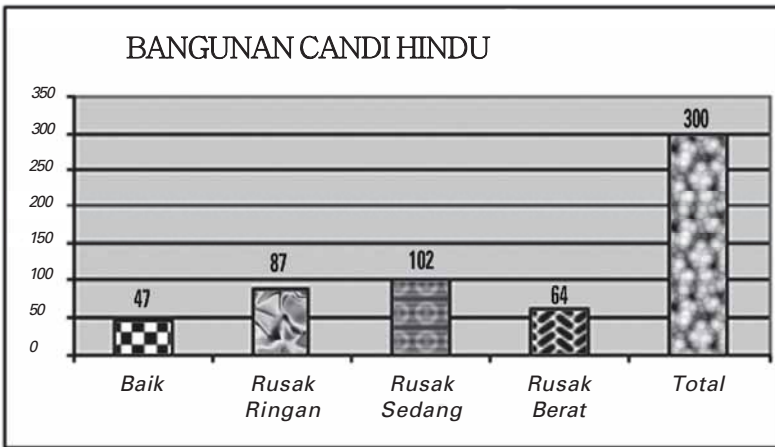 BANGUNAN CANDI HINDU
350
300
250
200
150
100
50
0
47
87
102
64
300
Baik
Rusak Ringan
Rusak Sedang
Rusak Berat
Total